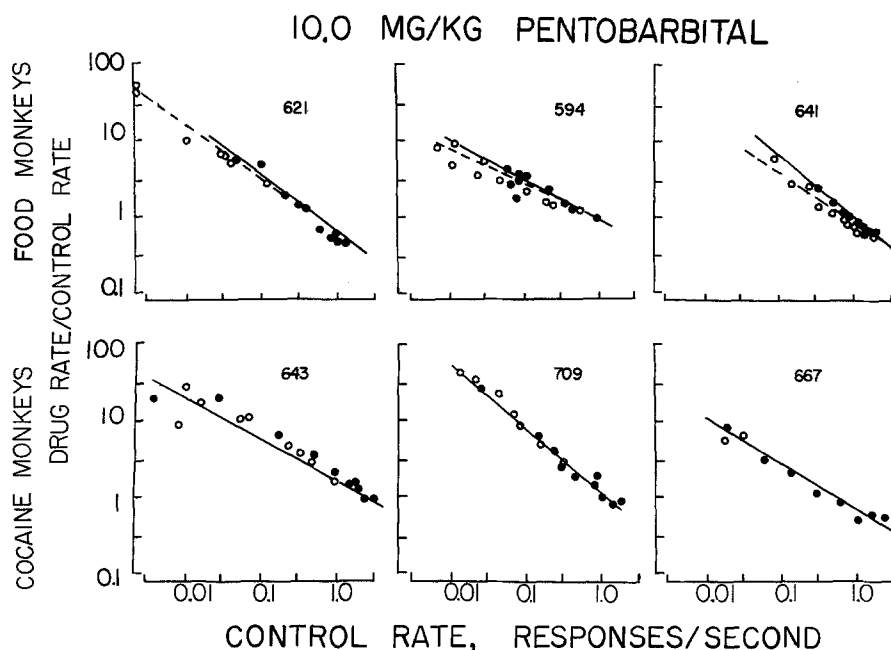 10.0 MG/KG PENTOBARBITAL
FOOD MONKEYS
COCAINE MONKEYS
DRUG RATE/CONTROL RATE
100
10
1
0.1
621
594
641
100
10
1
0.1
643
709
667
0.01 0.1 1.0
0.01 0.1 1.0
0.01 0.1 1.0
CONTROL RATE, RESPONSES/SECOND